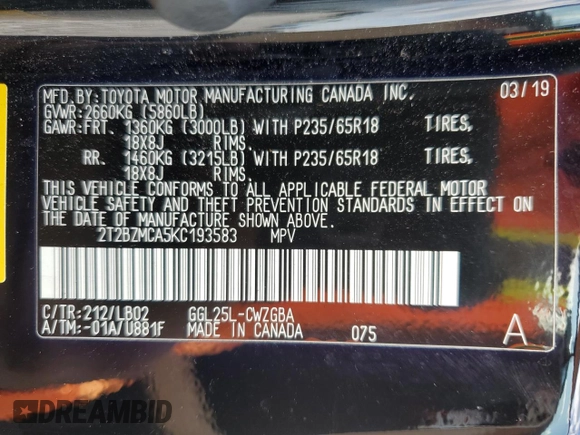 MFD.BY:TOYOTA MOTOR MANUFACTURING CANADA INC. 03/19
GVWR:2660KG (5860LB)
GAWR:FRT. 1360KG (3000LB) WITH P235/65R18 TIRES,
18X8J RIMS.
RR. 1460KG (3215LB) WITH P235/65R18 TIRES,
18X8J RIMS.
THIS VEHICLE CONFORMS TO ALL APPLICABLE FEDERAL MOTOR
VEHICLE SAFETY AND THEFT PREVENTION STANDARDS IN EFFECT
ON THE DATE OF MANUFACTURE SHOWN ABOVE.
2T2BZMCA5KC193583 MPV
C/TR:212/LB02 GGL25L-CWZGBA
A/TM:-01A/U881F MADE IN CANADA 075 A
DREAMBID